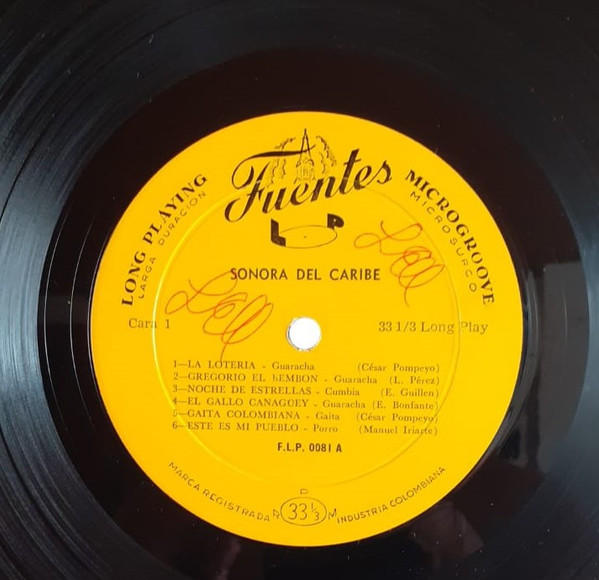 Fuentes
LONG PLAYING
LARGA DURACION
MICROGROOVE
MICROSURCO
LP
SONORA DEL CARIBE
Cara 1
33 1/3 Long Play
1—LA LOTERIA - Guaracha (César Pompeyo)
2—GREGORIO EL hEMBON - Guaracha (L. Pérez)
3—NOCHE DE ESTRELLAS - Cumbia (E. Guillen)
4—EL GALLO CANAGOEY - Guaracha (E. Bonfante)
5—GAITA COLOMBIANA - Gaita (César Pompeyo)
6—ESTE ES MI PUEBLO - Porro (Manuel Iriarte)
F.L.P. 0081 A
MARCA REGISTRADA
R P M
33 1/3
INDUSTRIA COLOMBIANA